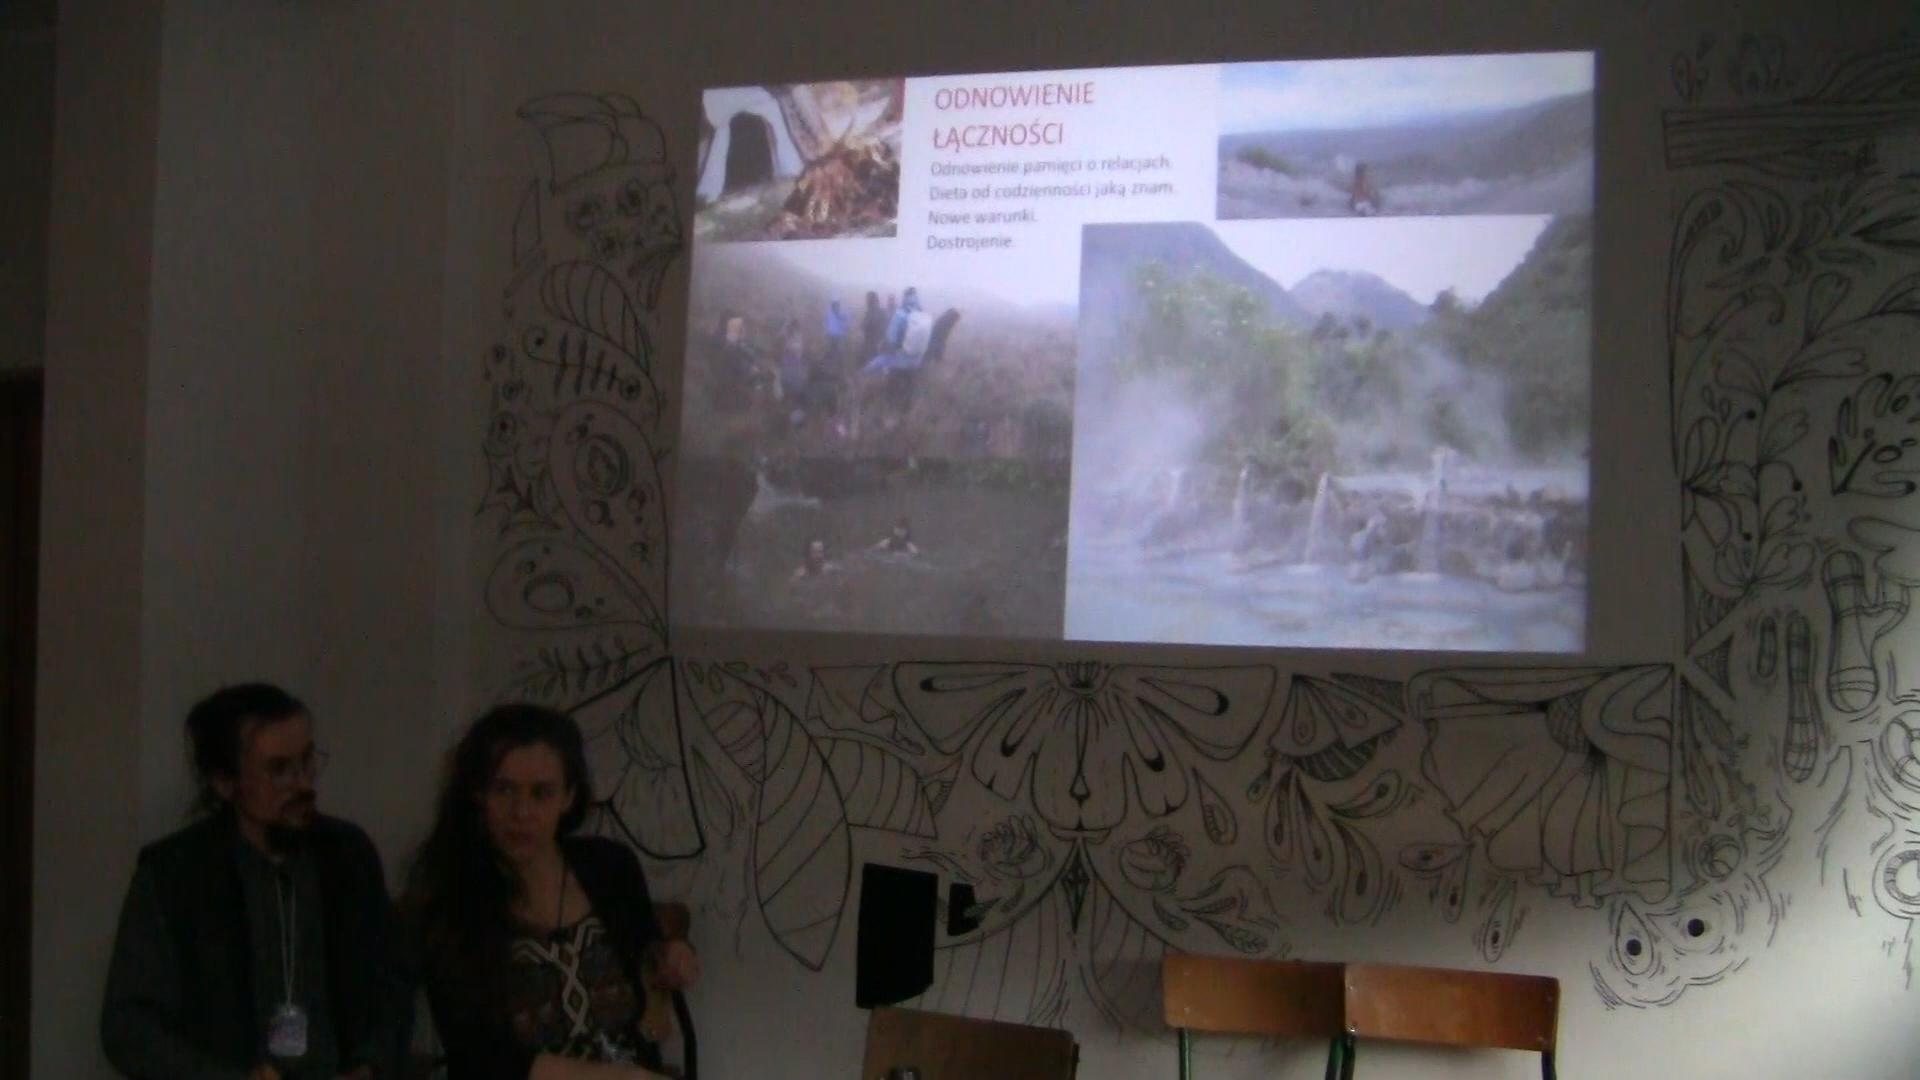 ODNOWIENIE
ŁĄCZNOŚCI
Odnowienie pamięci o relacjach.
Dieta od codzienności jaką znam.
Nowe warunki.
Dostrojenie.